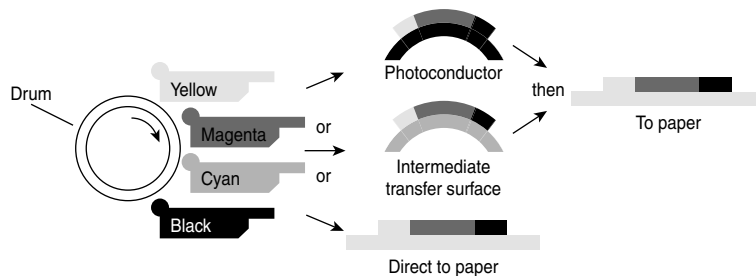 Drum
Yellow
Magenta
Cyan
Black
or
or
Photoconductor
Intermediate
transfer surface
Direct to paper
then
To paper